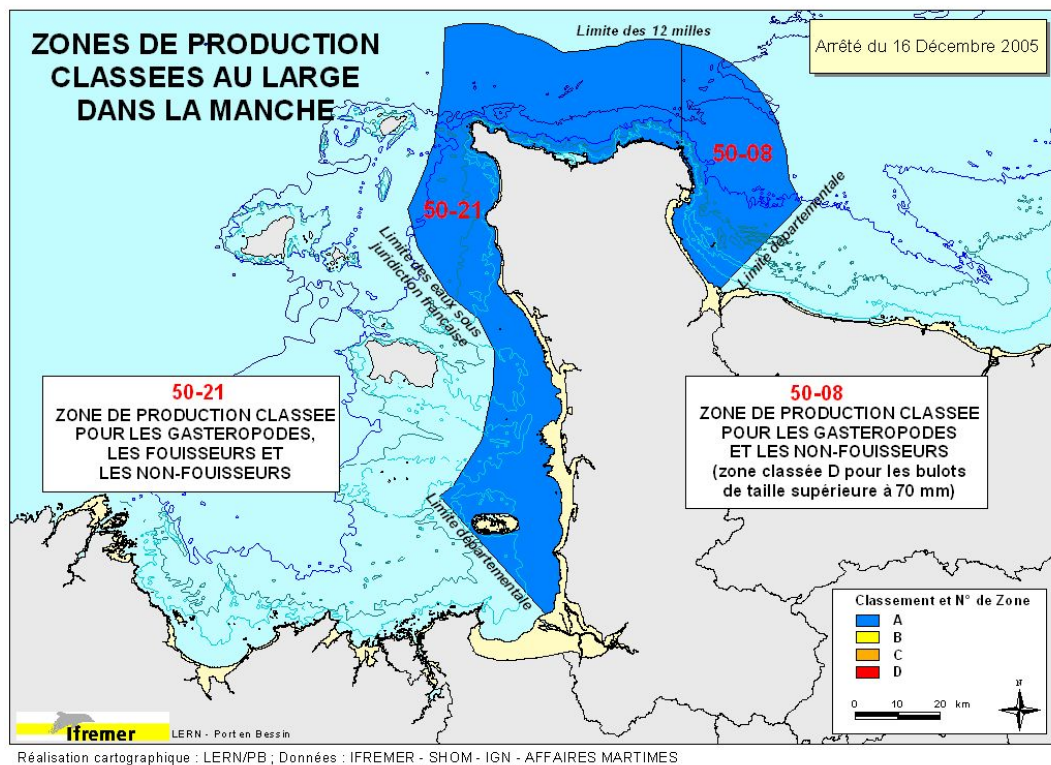 ZONES DE PRODUCTION
CLASSEES AU LARGE
DANS LA MANCHE
Limite des 12 milles
Arrêté du 16 Décembre 2005
50-08
50-21
Limite départementale
Limite des eaux sous
juridiction française
50-21
ZONE DE PRODUCTION CLASSEE
POUR LES GASTEROPODES,
LES FOUISSEURS ET
LES NON-FOUISSEURS
50-08
ZONE DE PRODUCTION CLASSEE
POUR LES GASTEROPODES
ET LES NON-FOUISSEURS
(zone classée D pour les bulots
de taille supérieure à 70 mm)
Limite départementale
Classement et N° de Zone
A
B
C
D
0 10 20 km
N
Ifremer
LERN - Port en Bessin
Réalisation cartographique : LERN/PB ; Données : IFREMER - SHOM - IGN - AFFAIRES MARTIMES